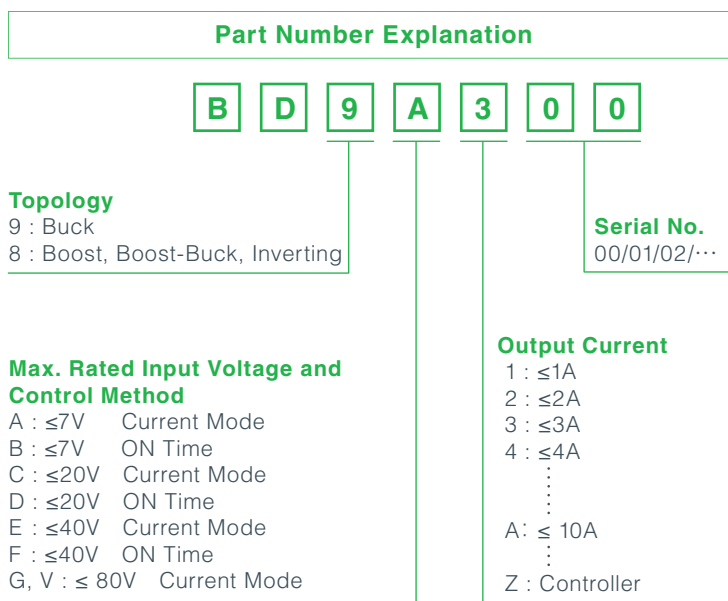 Part Number Explanation
B D 9 A 3 0 0
Topology
9 : Buck
8 : Boost, Boost-Buck, Inverting
Serial No.
00/01/02/⋯
Max. Rated Input Voltage and
Control Method
A : ≤7V Current Mode
B : ≤7V ON Time
C : ≤20V Current Mode
D : ≤20V ON Time
E : ≤40V Current Mode
F : ≤40V ON Time
G, V : ≤ 80V Current Mode
Output Current
1 : ≤1A
2 : ≤2A
3 : ≤3A
4 : ≤4A
⋮
A: ≤ 10A
⋮
Z : Controller